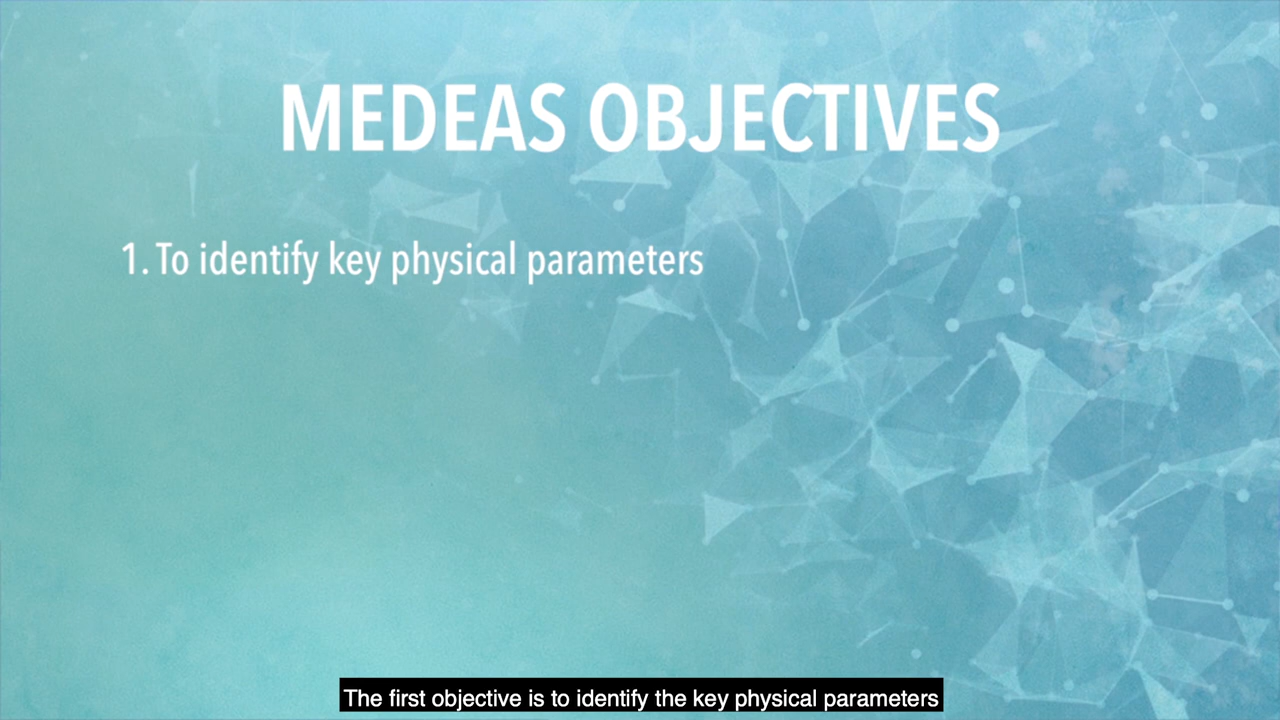 MEDEAS OBJECTIVES
1. To identify key physical parameters
The first objective is to identify the key physical parameters